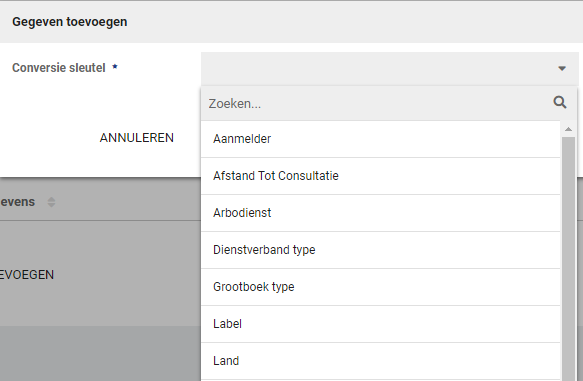 Gegeven toevoegen
Conversie sleutel *
Zoeken...
ANNULEREN
Aanmelder
Afstand Tot Consultatie
Arbodienst
evens
Dienstverband type
EVOEGEN
Grootboek type
Label
Land